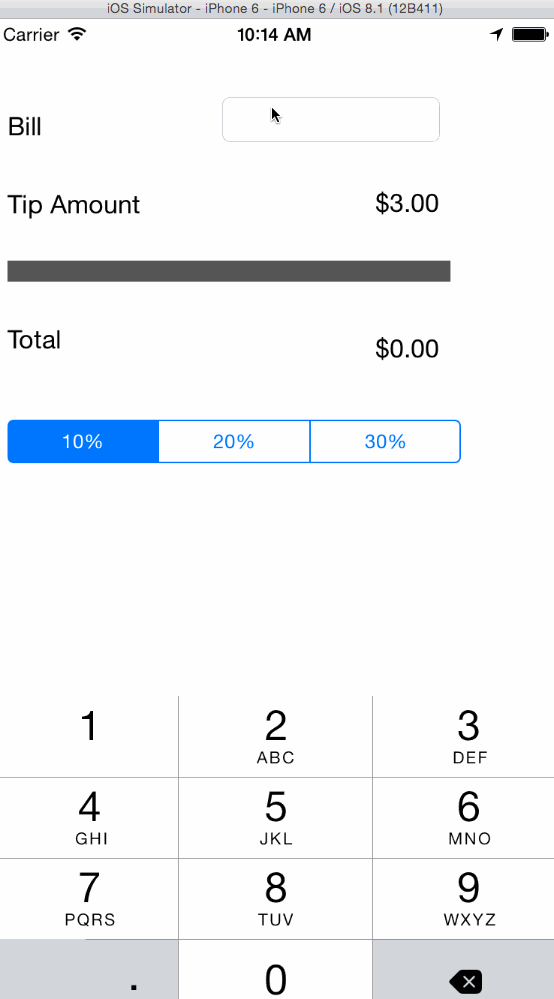 iOS Simulator - iPhone 6 - iPhone 6 / iOS 8.1 (12B411)
Carrier 10:14 AM
Bill
Tip Amount $3.00
Total $0.00
10% 20% 30%
1 2 3
ABC DEF
4 5 6
GHI JKL MNO
7 8 9
PQRS TUV WXYZ
. 0